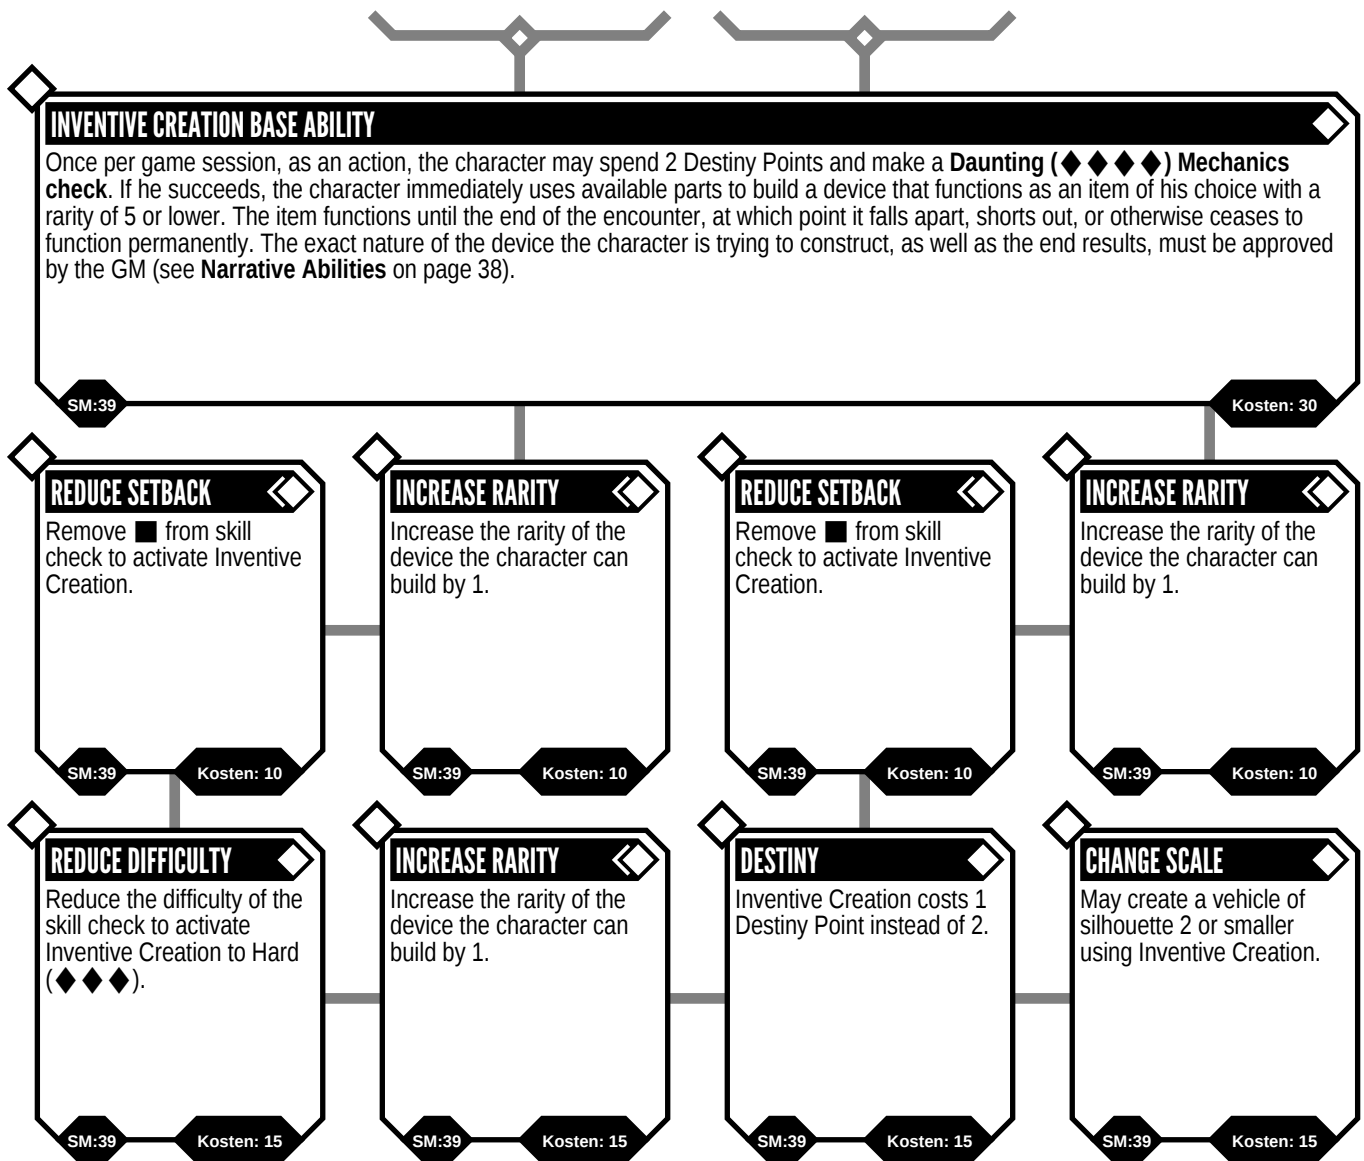 INVENTIVE CREATION BASE ABILITY
Once per game session, as an action, the character may spend 2 Destiny Points and make a Daunting (◆◆◆◆) Mechanics
check. If he succeeds, the character immediately uses available parts to build a device that functions as an item of his choice with a
rarity of 5 or lower. The item functions until the end of the encounter, at which point it falls apart, shorts out, or otherwise ceases to
function permanently. The exact nature of the device the character is trying to construct, as well as the end results, must be approved
by the GM (see Narrative Abilities on page 38).
SM:39
Kosten: 30
REDUCE SETBACK
Remove ■ from skill
check to activate Inventive
Creation.
SM:39
Kosten: 10
INCREASE RARITY
Increase the rarity of the
device the character can
build by 1.
SM:39
Kosten: 10
REDUCE SETBACK
Remove ■ from skill
check to activate Inventive
Creation.
SM:39
Kosten: 10
INCREASE RARITY
Increase the rarity of the
device the character can
build by 1.
SM:39
Kosten: 10
REDUCE DIFFICULTY
Reduce the difficulty of the
skill check to activate
Inventive Creation to Hard
(◆◆◆).
SM:39
Kosten: 15
INCREASE RARITY
Increase the rarity of the
device the character can
build by 1.
SM:39
Kosten: 15
DESTINY
Inventive Creation costs 1
Destiny Point instead of 2.
SM:39
Kosten: 15
CHANGE SCALE
May create a vehicle of
silhouette 2 or smaller
using Inventive Creation.
SM:39
Kosten: 15